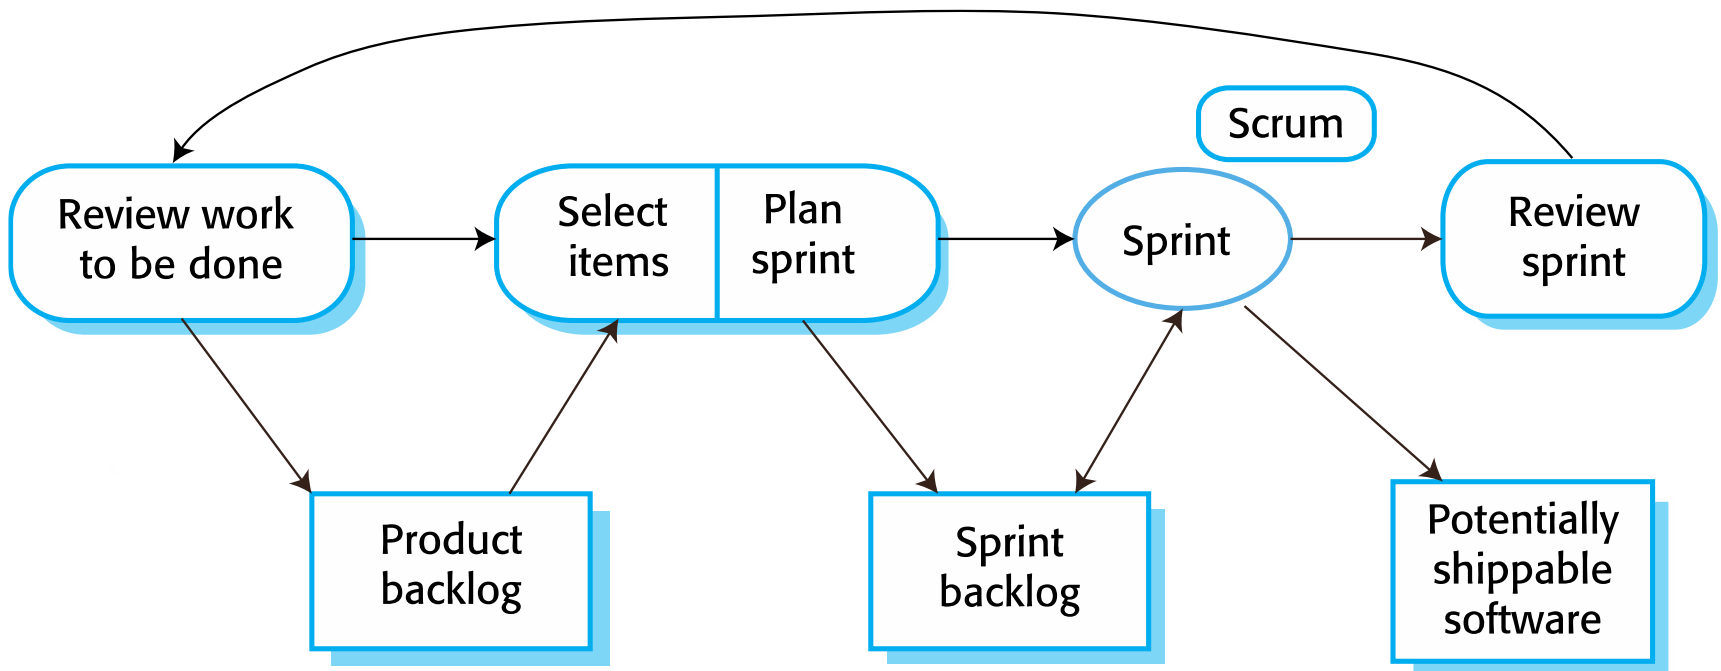 Scrum
Review work
to be done
Select
items
Plan
sprint
Sprint
Review
sprint
Product
backlog
Sprint
backlog
Potentially
shippable
software